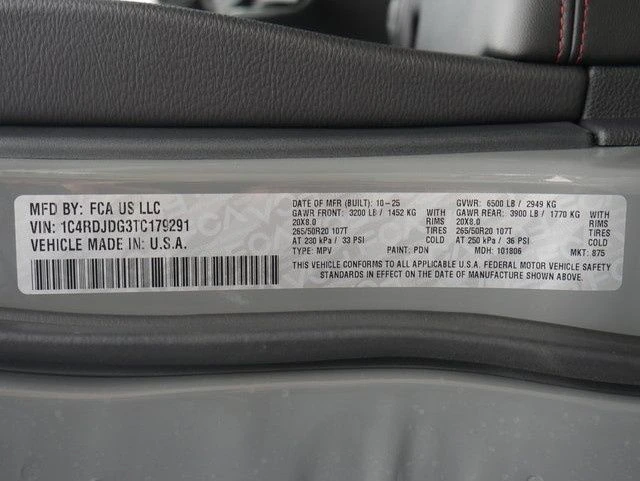 MFD BY: FCA US LLC
VIN: 1C4RDJDG3TC179291
VEHICLE MADE IN: U.S.A.
DATE OF MFR (BUILT): 10-25 GVWR: 6500 LB / 2949 KG
GAWR FRONT: 3200 LB / 1452 KG WITH GAWR REAR: 3900 LB / 1770 KG WITH
20X8.0 RIMS 20X8.0 RIMS
265/50R20 107T TIRES 265/50R20 107T TIRES
AT 230 kPa / 33 PSI COLD AT 250 kPa / 36 PSI COLD
TYPE: MPV PAINT: PDN MDH: 101806 MKT: 875
THIS VEHICLE CONFORMS TO ALL APPLICABLE U.S.A. FEDERAL MOTOR VEHICLE SAFETY
STANDARDS IN EFFECT ON THE DATE OF MANUFACTURE SHOWN ABOVE.